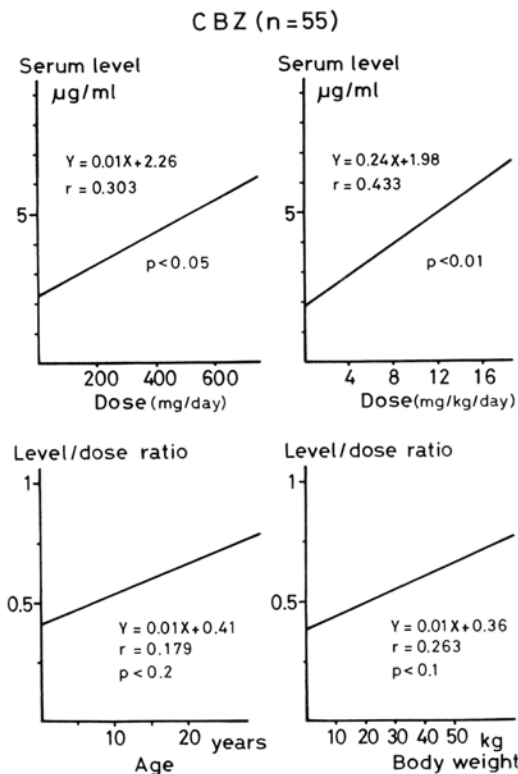 CBZ (n=55)
Serum level
µg/ml
Y = 0.01X+2.26
r = 0.303
5
p<0.05
200 400 600
Dose (mg/day)
Serum level
µg/ml
Y = 0.24X+1.98
r = 0.433
5
p<0.01
4 8 12 16
Dose(mg/kg/day)
Level/dose ratio
1
0.5
Y = 0.01X+0.41
r = 0.179
p<0.2
10 20 years
Age
Level/dose ratio
1
0.5
Y = 0.01X+0.36
r = 0.263
p<0.1
10 20 30 40 50 kg
Body weight